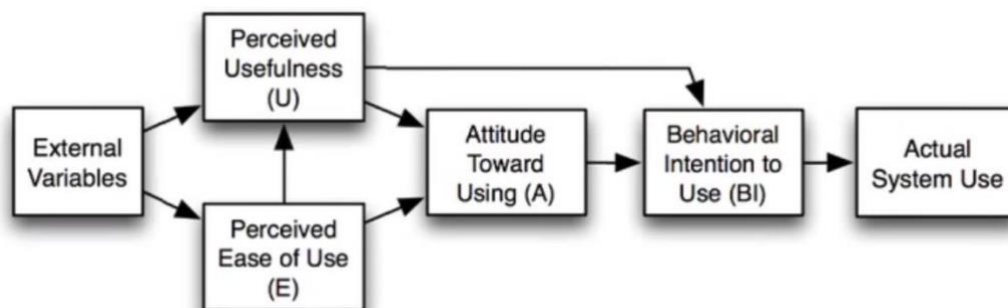 Perceived
Usefulness
(U)
External
Variables
Perceived
Ease of Use
(E)
Attitude
Toward
Using (A)
Behavioral
Intention to
Use (BI)
Actual
System Use